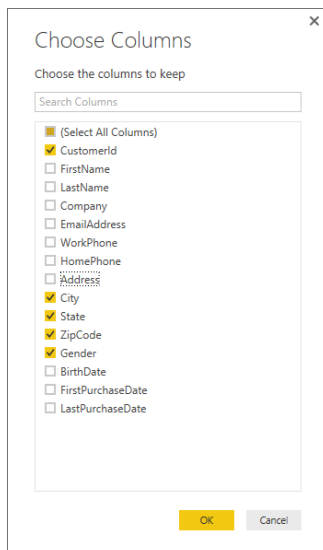 Choose Columns
Choose the columns to keep
Search Columns
(Select All Columns)
CustomerId
FirstName
LastName
Company
EmailAddress
WorkPhone
HomePhone
Address
City
State
ZipCode
Gender
BirthDate
FirstPurchaseDate
LastPurchaseDate
OK Cancel